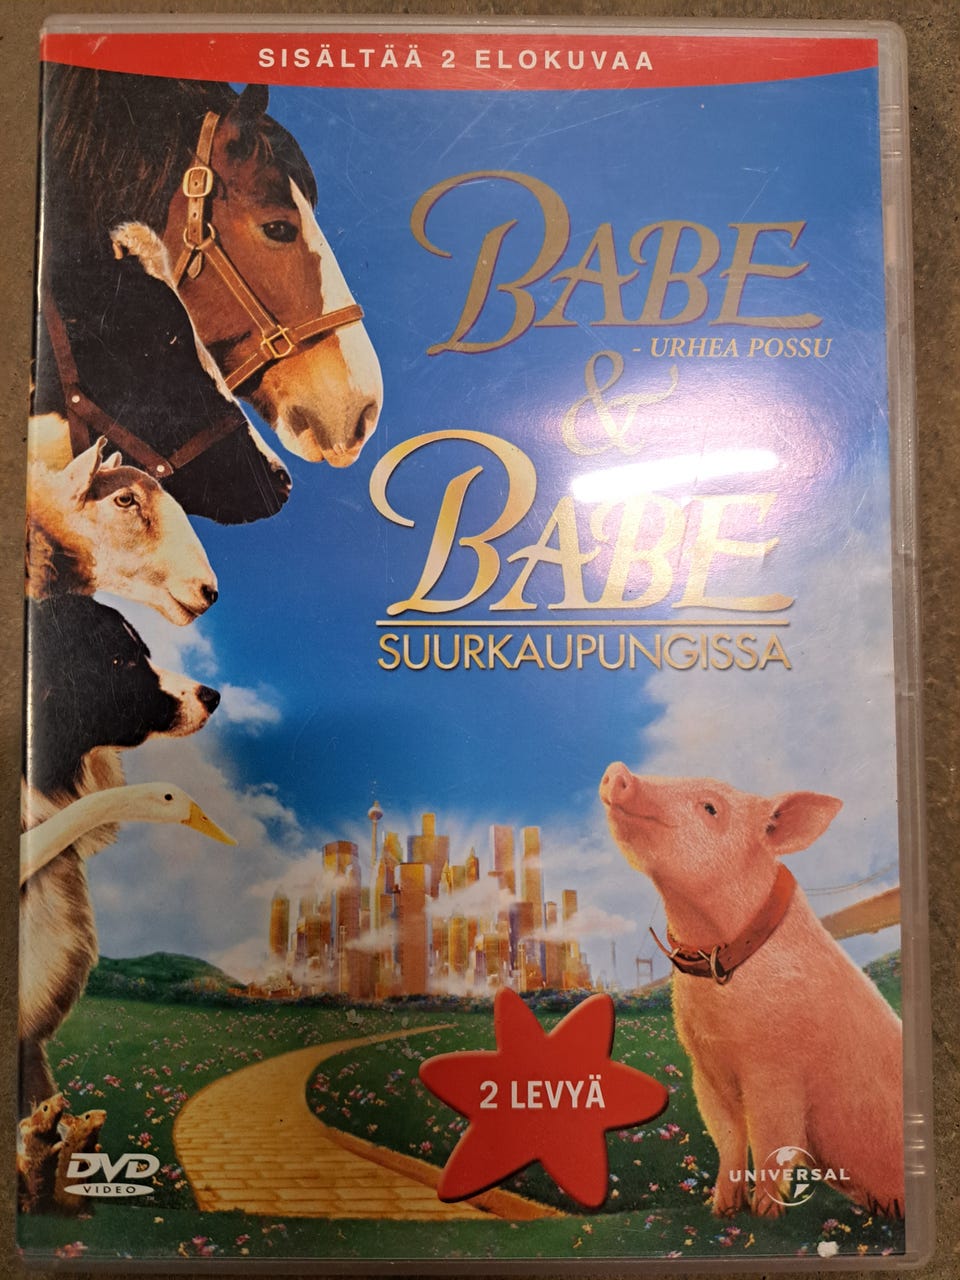 SISÄLTÄÄ 2 ELOKUVAA
BABE
- URHEA POSSU
&
BABE
SUURKAUPUNGISSA
2 LEVYÄ
DVD
VIDEO
UNIVERSAL